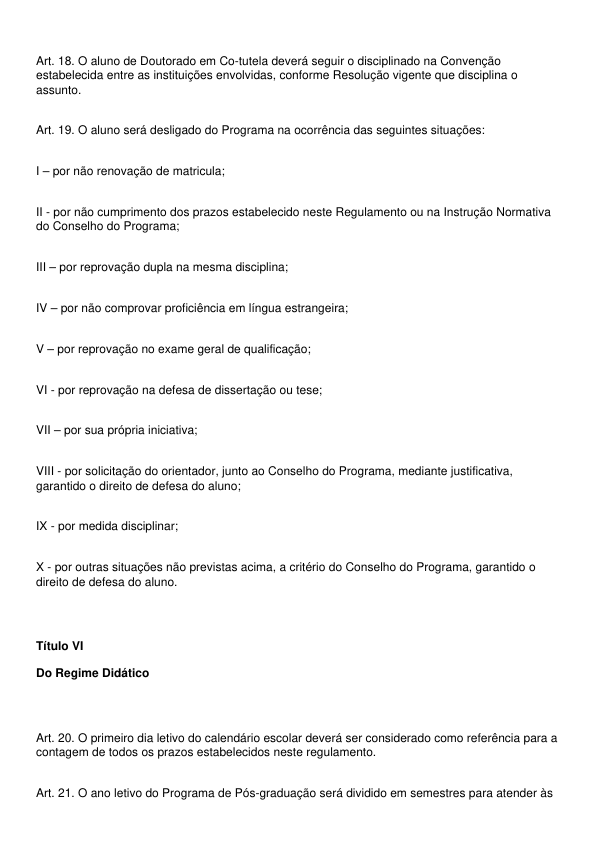 Art. 18. O aluno de Doutorado em Co-tutela deverá seguir o disciplinado na Convenção
estabelecida entre as instituições envolvidas, conforme Resolução vigente que disciplina o
assunto.
Art. 19. O aluno será desligado do Programa na ocorrência das seguintes situações:
I – por não renovação de matricula;
II - por não cumprimento dos prazos estabelecido neste Regulamento ou na Instrução Normativa
do Conselho do Programa;
III – por reprovação dupla na mesma disciplina;
IV – por não comprovar proficiência em língua estrangeira;
V – por reprovação no exame geral de qualificação;
VI - por reprovação na defesa de dissertação ou tese;
VII – por sua própria iniciativa;
VIII - por solicitação do orientador, junto ao Conselho do Programa, mediante justificativa,
garantido o direito de defesa do aluno;
IX - por medida disciplinar;
X - por outras situações não previstas acima, a critério do Conselho do Programa, garantido o
direito de defesa do aluno.
Título VI
Do Regime Didático
Art. 20. O primeiro dia letivo do calendário escolar deverá ser considerado como referência para a
contagem de todos os prazos estabelecidos neste regulamento.
Art. 21. O ano letivo do Programa de Pós-graduação será dividido em semestres para atender às